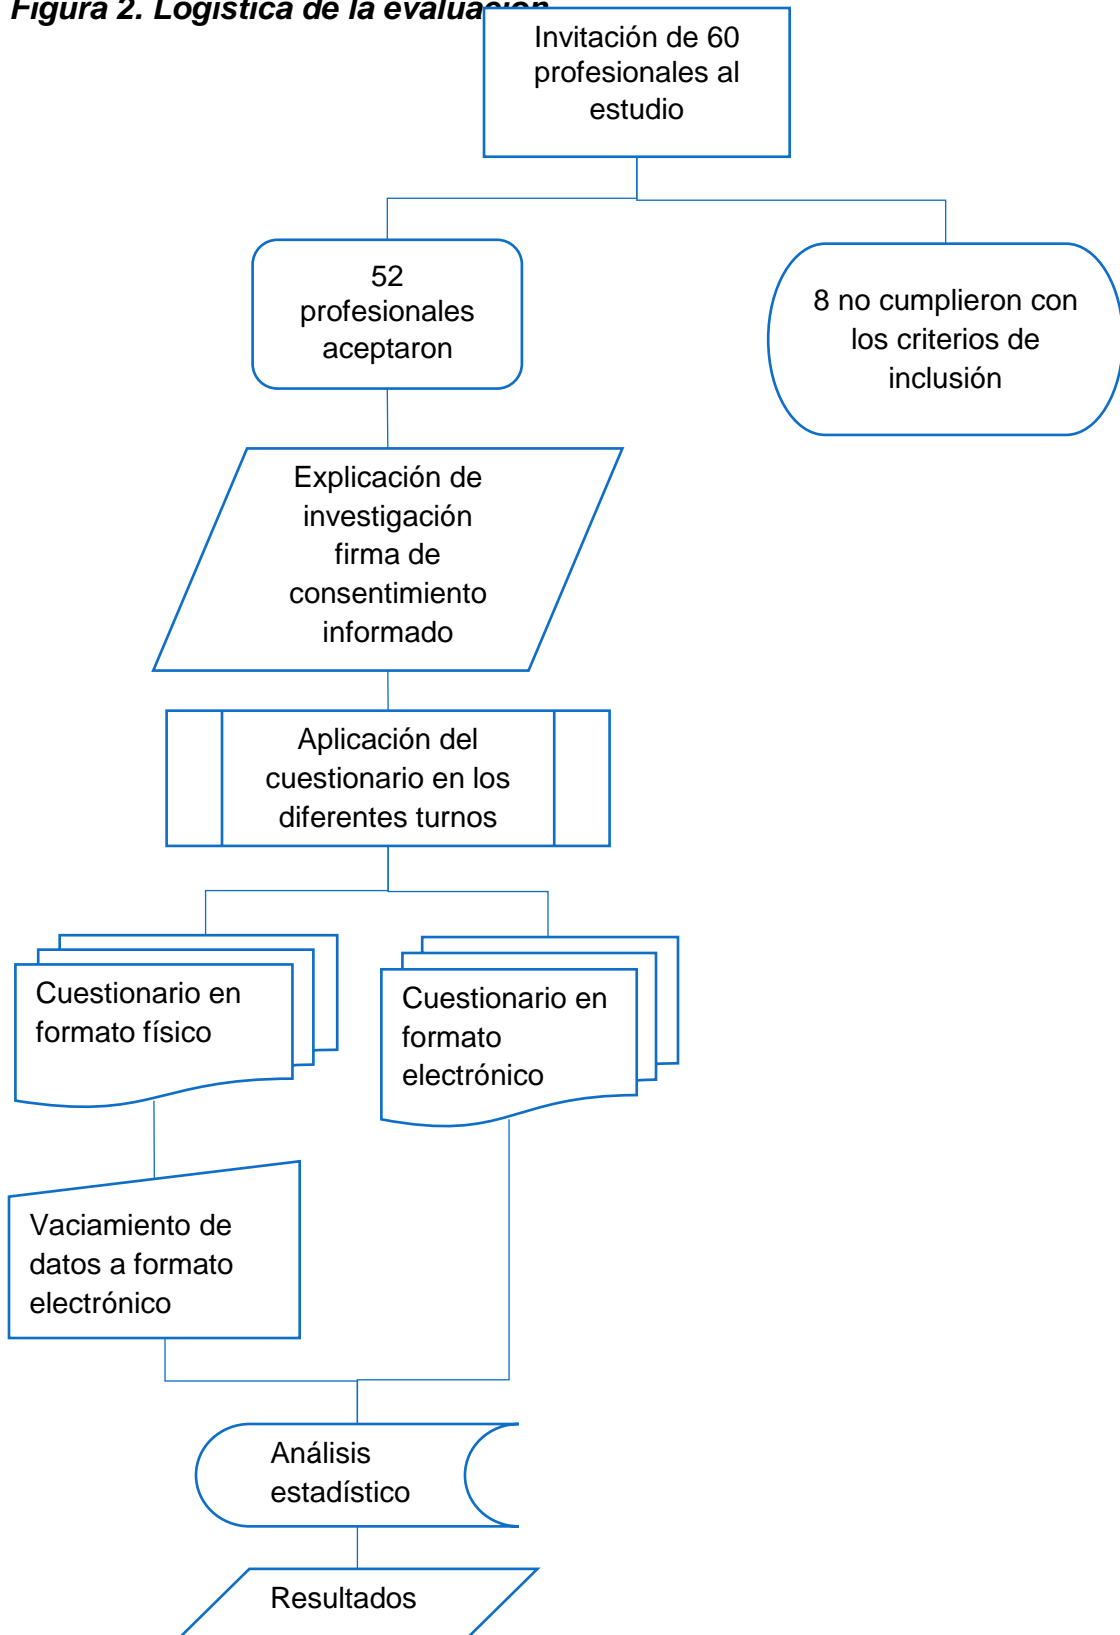 Figura 2. Logística de la evaluación
Invitación de 60
profesionales al
estudio
52
profesionales
aceptaron
8 no cumplieron con
los criterios de
inclusión
Explicación de
investigación
firma de
consentimiento
informado
Aplicación del
cuestionario en los
diferentes turnos
Cuestionario en
formato físico
Cuestionario en
formato
electrónico
Vaciamiento de
datos a formato
electrónico
Análisis
estadístico
Resultados